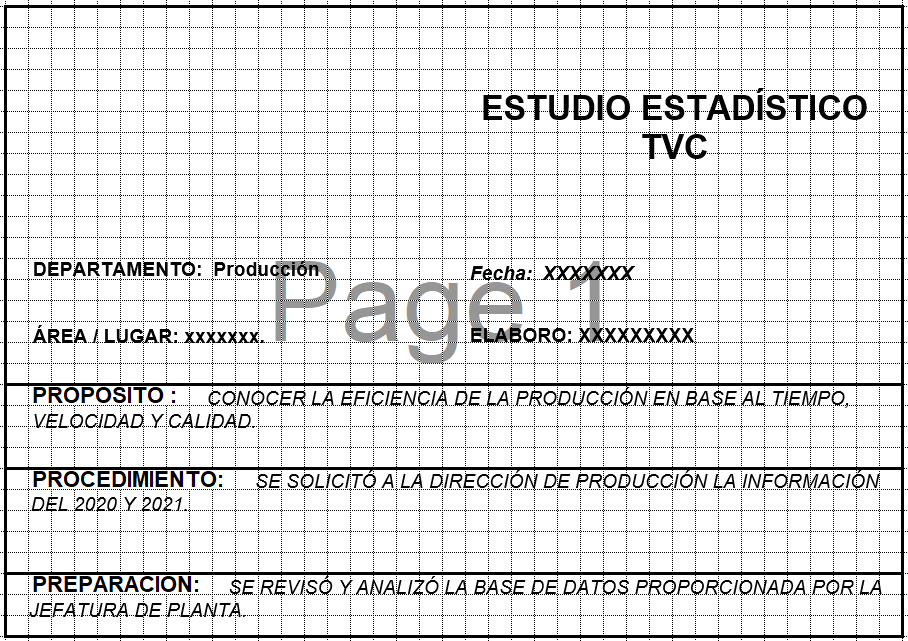 ESTUDIO ESTADÍSTICO
TVC
DEPARTAMENTO: Producción
Fecha: XXXXXXX
Page 1
ÁREA / LUGAR: xxxxxxx.
ELABORO: XXXXXXXXX
PROPOSITO : CONOCER LA EFICIENCIA DE LA PRODUCCIÓN EN BASE AL TIEMPO,
VELOCIDAD Y CALIDAD.
PROCEDIMIENTO: SE SOLICITÓ A LA DIRECCIÓN DE PRODUCCIÓN LA INFORMACIÓN
DEL 2020 Y 2021.
PREPARACION: SE REVISÓ Y ANALIZÓ LA BASE DE DATOS PROPORCIONADA POR LA
JEFATURA DE PLANTA.